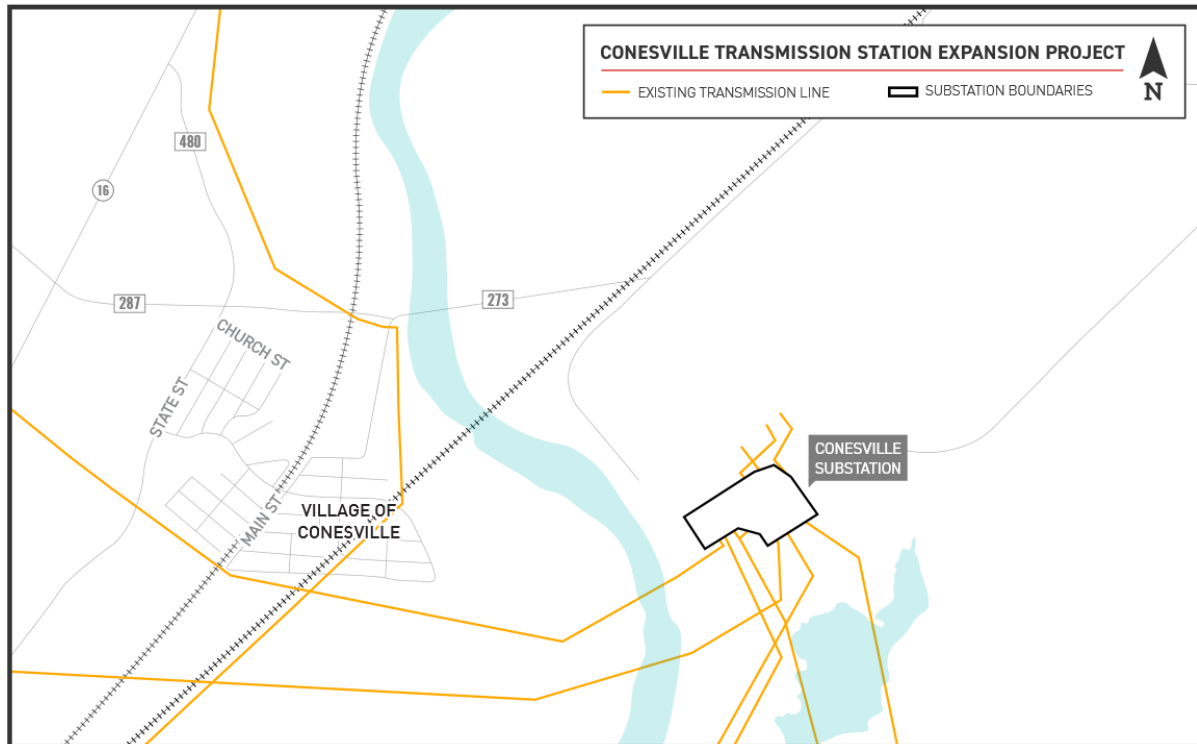 CONESVILLE TRANSMISSION STATION EXPANSION PROJECT
EXISTING TRANSMISSION LINE
SUBSTATION BOUNDARIES
N
480
16
287
273
CHURCH ST
STATE ST
CONESVILLE
SUBSTATION
MAIN ST
VILLAGE OF
CONESVILLE